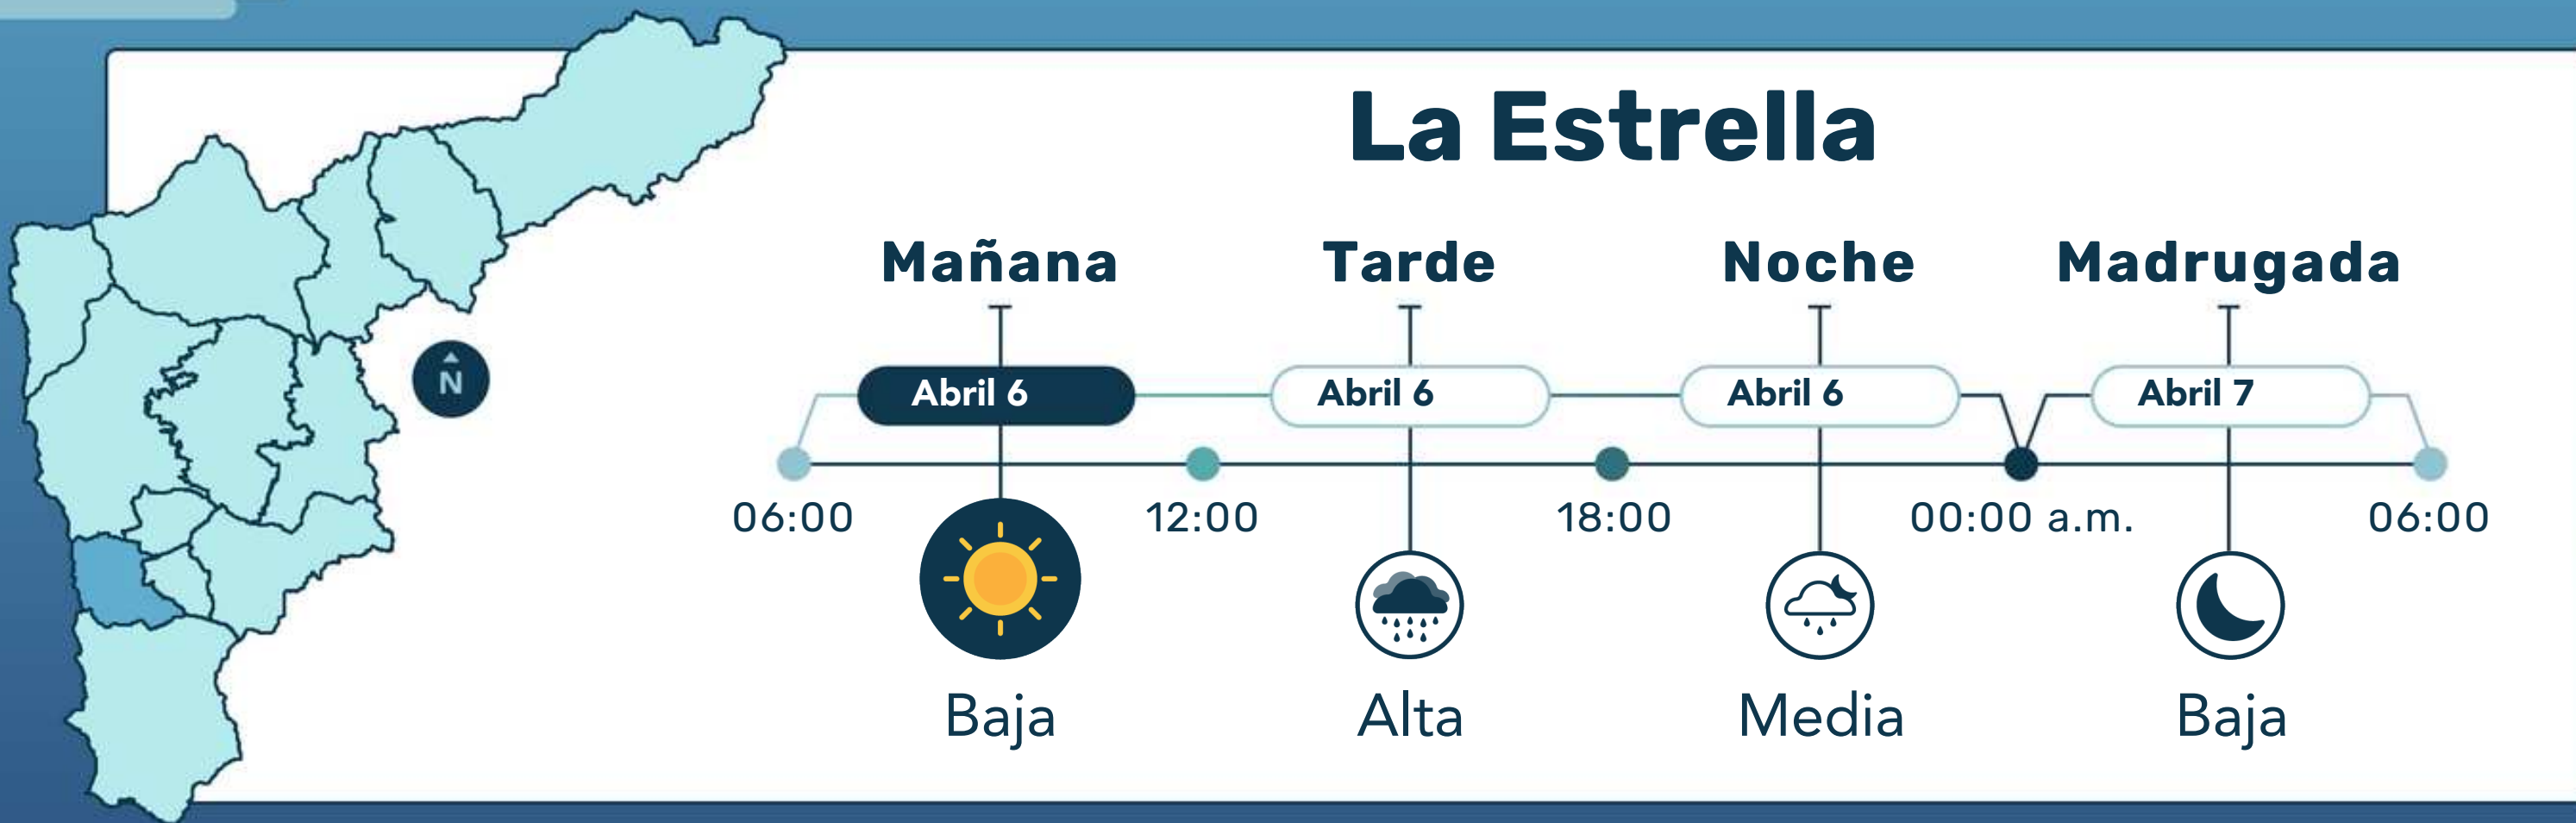 La Estrella
Mañana Tarde Noche Madrugada
N
Abril 6 Abril 6 Abril 6 Abril 7
06:00 12:00 18:00 00:00 a.m. 06:00
Baja Alta Media Baja